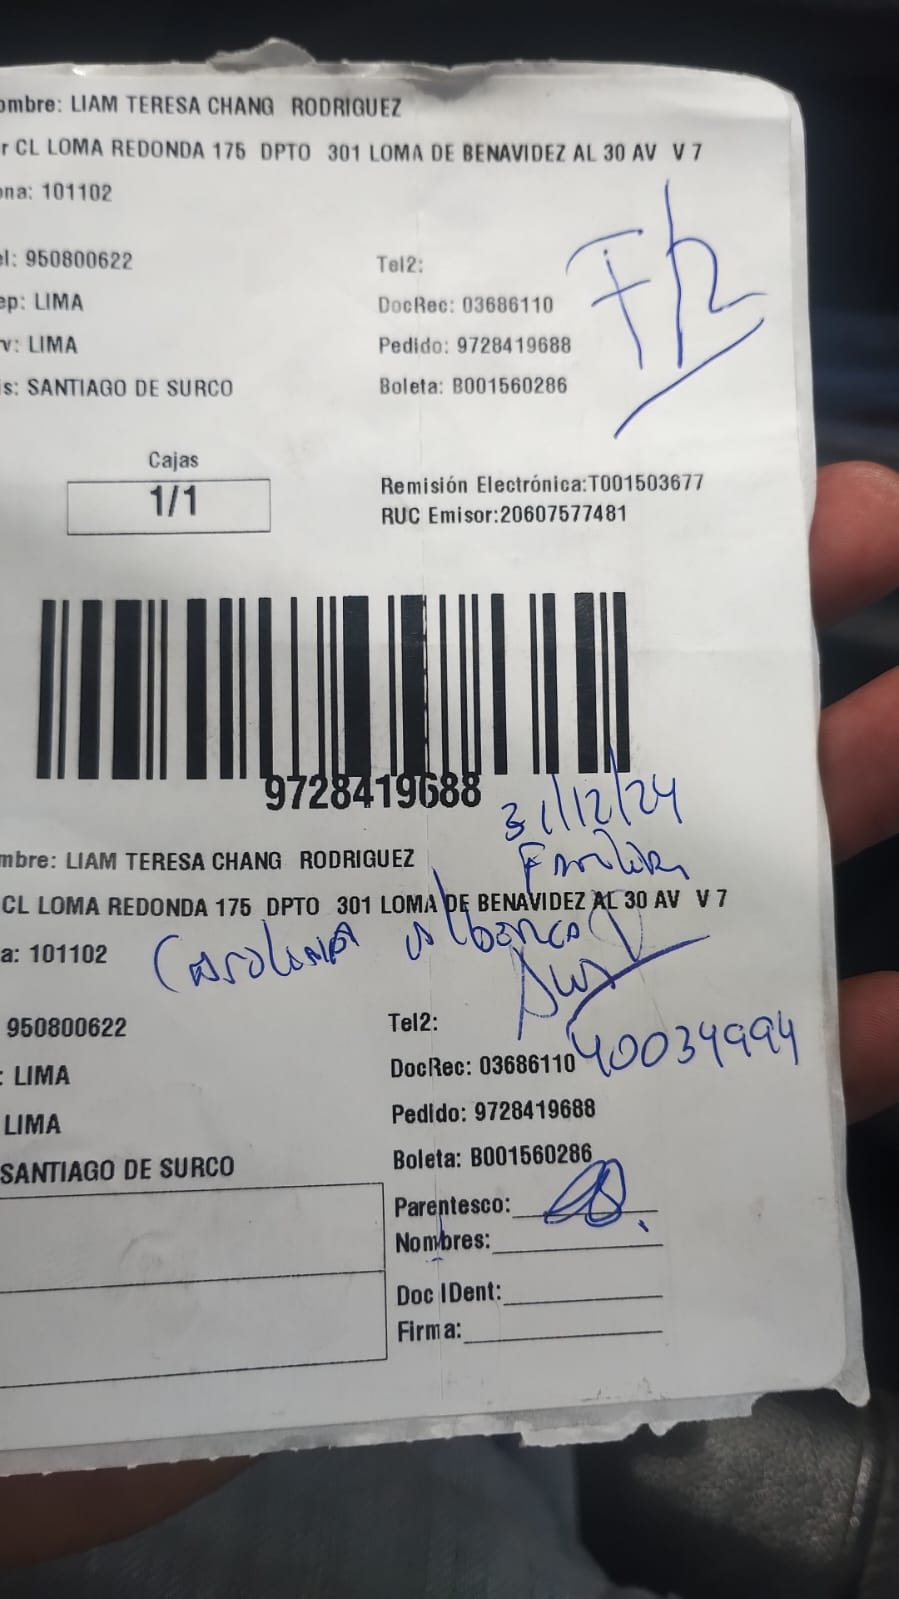 ombre: LIAM TERESA CHANG RODRIGUEZ
r CL LOMA REDONDA 175 DPTO 301 LOMA DE BENAVIDEZ AL 30 AV V 7
ona: 101102
el: 950800622 Tel2:
ep: LIMA DocRec: 03686110
v: LIMA Pedido: 9728419688
is: SANTIAGO DE SURCO Boleta: B001560286
Cajas
1/1
Remisión Electrónica:T001503677
RUC Emisor:20607577481
9728419688
31/12/24
mbre: LIAM TERESA CHANG RODRIGUEZ
CL LOMA REDONDA 175 DPTO 301 LOMA DE BENAVIDEZ AL 30 AV V 7
a: 101102
Carolina
950800622 Tel2:
40034994
: LIMA DocRec: 03686110
LIMA Pedido: 9728419688
SANTIAGO DE SURCO Boleta: B001560286
Parentesco:
Nombres:
Doc IDent:
Firma: